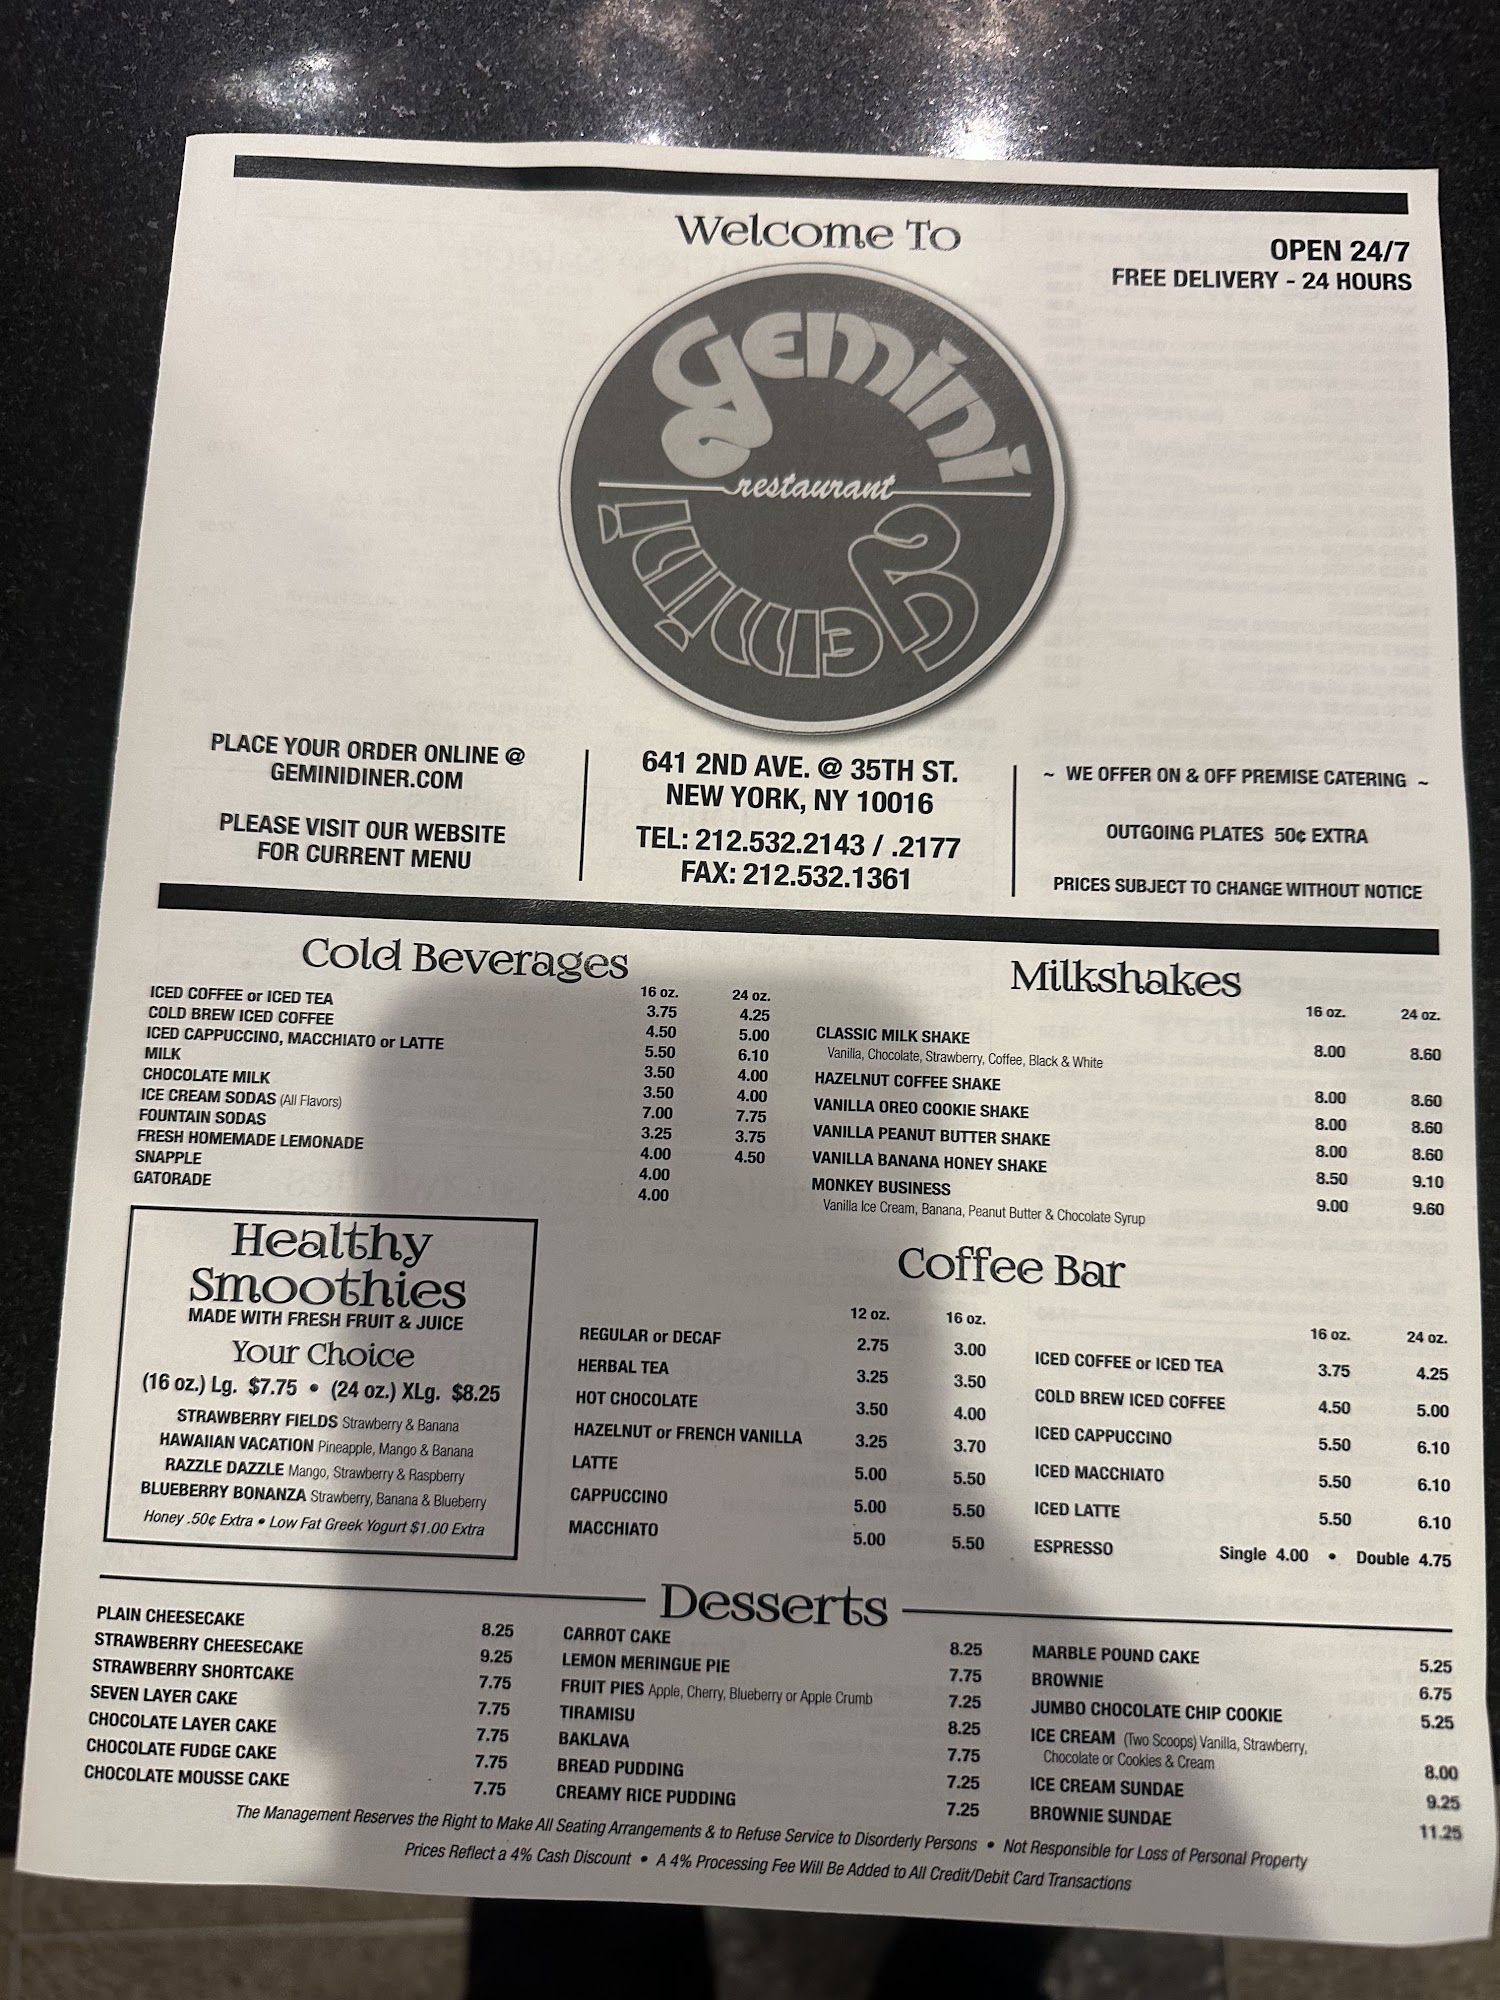 Welcome To
OPEN 24/7
FREE DELIVERY - 24 HOURS
gemini
restaurant
gemini
PLACE YOUR ORDER ONLINE @
GEMINIDINER.COM
PLEASE VISIT OUR WEBSITE
FOR CURRENT MENU
641 2ND AVE. @ 35TH ST.
NEW YORK, NY 10016
TEL: 212.532.2143 / .2177
FAX: 212.532.1361
~ WE OFFER ON & OFF PREMISE CATERING ~
OUTGOING PLATES 50¢ EXTRA
PRICES SUBJECT TO CHANGE WITHOUT NOTICE
Cold Beverages
16 oz. 24 oz.
ICED COFFEE or ICED TEA 3.75 4.25
COLD BREW ICED COFFEE 4.50 5.00
ICED CAPPUCCINO, MACCHIATO or LATTE 5.50 6.10
MILK 3.50 4.00
CHOCOLATE MILK 3.50 4.00
ICE CREAM SODAS (All Flavors) 7.00 7.75
FOUNTAIN SODAS 3.25 3.75
FRESH HOMEMADE LEMONADE 4.00 4.50
SNAPPLE 4.00
GATORADE 4.00
Milkshakes
16 oz. 24 oz.
CLASSIC MILK SHAKE 8.00 8.60
Vanilla, Chocolate, Strawberry, Coffee, Black & White
HAZELNUT COFFEE SHAKE 8.00 8.60
VANILLA OREO COOKIE SHAKE 8.00 8.60
VANILLA PEANUT BUTTER SHAKE 8.00 8.60
VANILLA BANANA HONEY SHAKE 8.50 9.10
MONKEY BUSINESS 9.00 9.60
Vanilla Ice Cream, Banana, Peanut Butter & Chocolate Syrup
Healthy
Smoothies
MADE WITH FRESH FRUIT & JUICE
Your Choice
(16 oz.) Lg. $7.75 • (24 oz.) XLg. $8.25
STRAWBERRY FIELDS Strawberry & Banana
HAWAIIAN VACATION Pineapple, Mango & Banana
RAZZLE DAZZLE Mango, Strawberry & Raspberry
BLUEBERRY BONANZA Strawberry, Banana & Blueberry
Honey .50¢ Extra • Low Fat Greek Yogurt $1.00 Extra
Coffee Bar
12 oz. 16 oz.
REGULAR or DECAF 2.75 3.00
HERBAL TEA 3.25 3.50
HOT CHOCOLATE 3.50 4.00
HAZELNUT or FRENCH VANILLA 3.25 3.70
LATTE 5.00 5.50
CAPPUCCINO 5.00 5.50
MACCHIATO 5.00 5.50
16 oz. 24 oz.
ICED COFFEE or ICED TEA 3.75 4.25
COLD BREW ICED COFFEE 4.50 5.00
ICED CAPPUCCINO 5.50 6.10
ICED MACCHIATO 5.50 6.10
ICED LATTE 5.50 6.10
ESPRESSO Single 4.00 • Double 4.75
Desserts
PLAIN CHEESECAKE 8.25
STRAWBERRY CHEESECAKE 9.25
STRAWBERRY SHORTCAKE 7.75
SEVEN LAYER CAKE 7.75
CHOCOLATE LAYER CAKE 7.75
CHOCOLATE FUDGE CAKE 7.75
CHOCOLATE MOUSSE CAKE 7.75
CARROT CAKE 8.25
LEMON MERINGUE PIE 7.75
FRUIT PIES Apple, Cherry, Blueberry or Apple Crumb 7.25
TIRAMISU 8.25
BAKLAVA 7.75
BREAD PUDDING 7.25
CREAMY RICE PUDDING 7.25
MARBLE POUND CAKE 5.25
BROWNIE 6.75
JUMBO CHOCOLATE CHIP COOKIE 5.25
ICE CREAM (Two Scoops) Vanilla, Strawberry,
Chocolate or Cookies & Cream 8.00
ICE CREAM SUNDAE 9.25
BROWNIE SUNDAE 11.25
The Management Reserves the Right to Make All Seating Arrangements & to Refuse Service to Disorderly Persons • Not Responsible for Loss of Personal Property
Prices Reflect a 4% Cash Discount • A 4% Processing Fee Will Be Added to All Credit/Debit Card Transactions